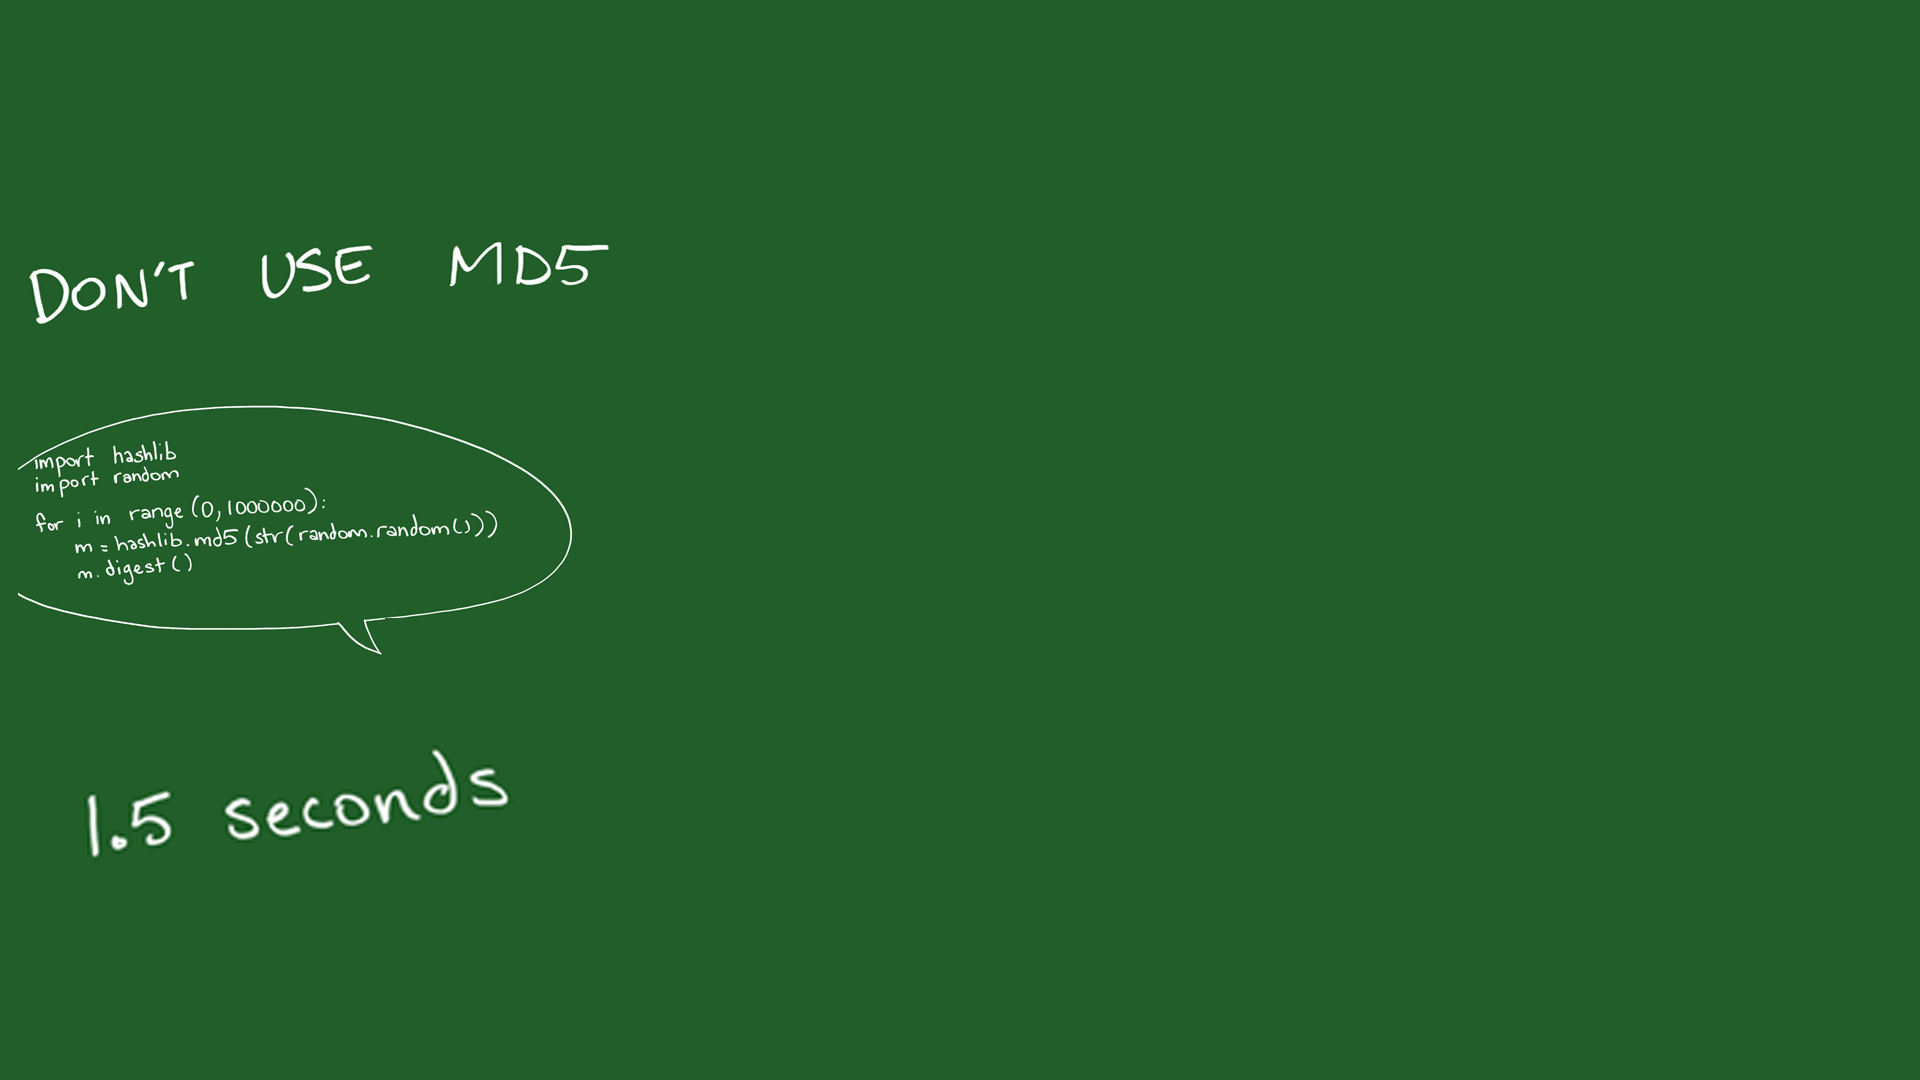 DON'T USE MD5
import hashlib
import random
for i in range (0,1000000):
m = hashlib.md5(str(random.random()))
m.digest()
1.5 seconds